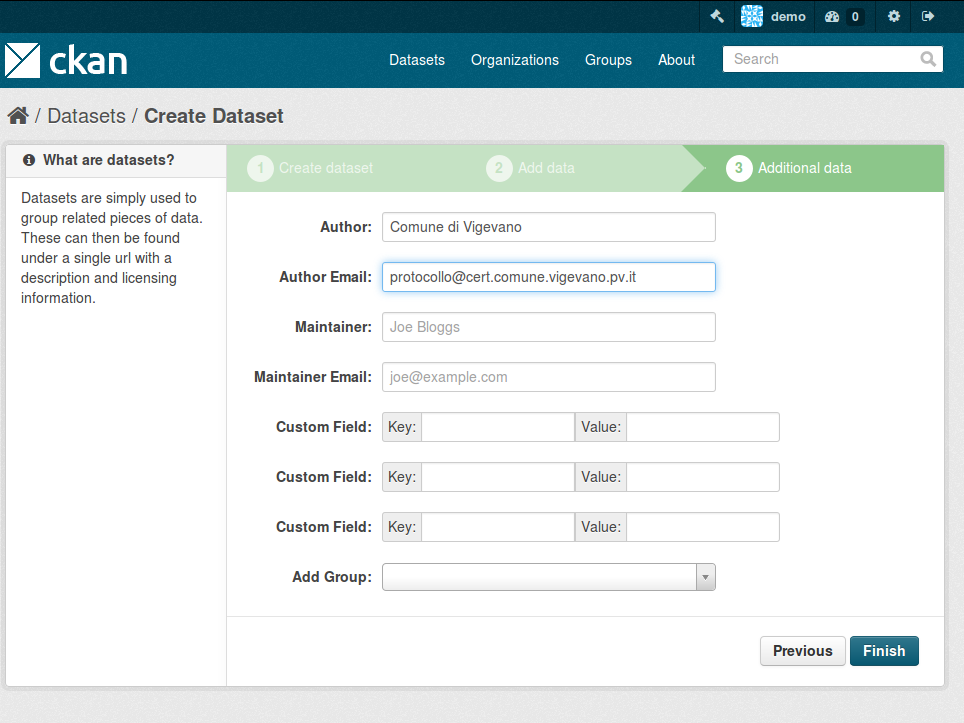 demo 0
ckan Datasets Organizations Groups About Search
/ Datasets / Create Dataset
What are datasets?
Datasets are simply used to
group related pieces of data.
These can then be found
under a single url with a
description and licensing
information.
1 Create dataset 2 Add data 3 Additional data
Author: Comune di Vigevano
Author Email: protocollo@cert.comune.vigevano.pv.it
Maintainer: Joe Bloggs
Maintainer Email: joe@example.com
Custom Field: Key: Value:
Custom Field: Key: Value:
Custom Field: Key: Value:
Add Group:
Previous Finish